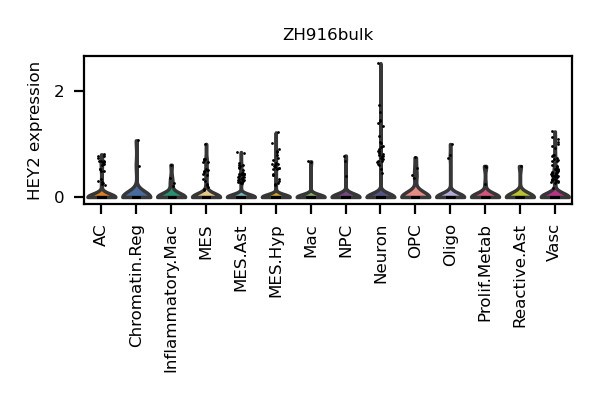 ZH916bulk
HEY2 expression
2
0
AC
Chromatin.Reg
Inflammatory.Mac
MES
MES.Ast
MES.Hyp
Mac
NPC
Neuron
OPC
Oligo
Prolif.Metab
Reactive.Ast
Vasc